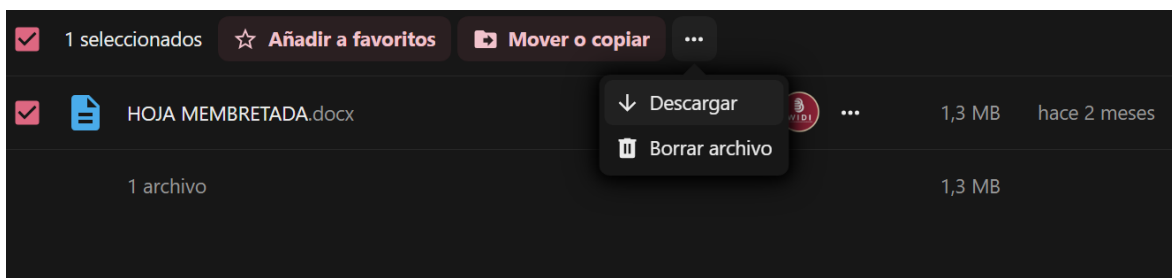 1 seleccionados Añadir a favoritos Mover o copiar ...
HOJA MEMBRETADA.docx WIDI ... 1,3 MB hace 2 meses
Descargar
Borrar archivo
1 archivo 1,3 MB